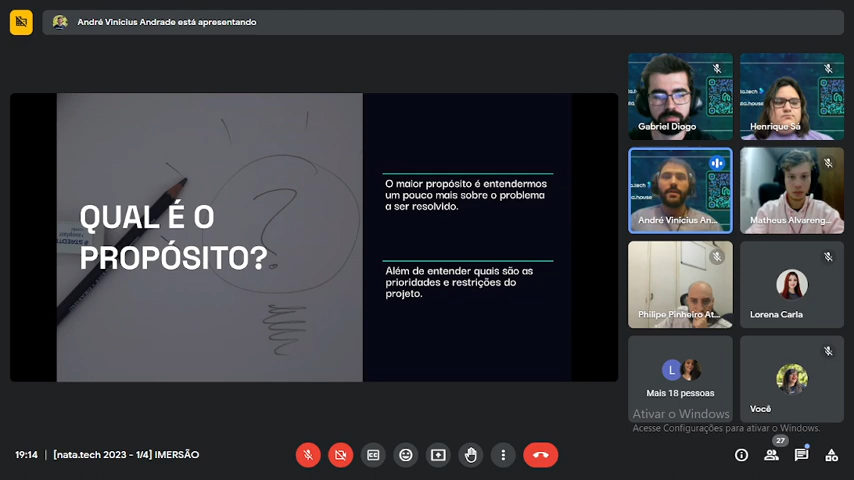 André Vinicius Andrade está apresentando
QUAL É O
PROPÓSITO?
O maior propósito é entendermos
um pouco mais sobre o problema
a ser resolvido.
Além de entender quais são as
prioridades e restrições do
projeto.
Gabriel Diogo
Henrique Sá
André Vinicius An...
Matheus Alvareng...
Philipe Pinheiro At...
Lorena Carla
L
Mais 18 pessoas
Você
Ativar o Windows
Acesse Configurações para ativar o Windows.
19:14 | [nata.tech 2023 - 1/4] IMERSÃO
27